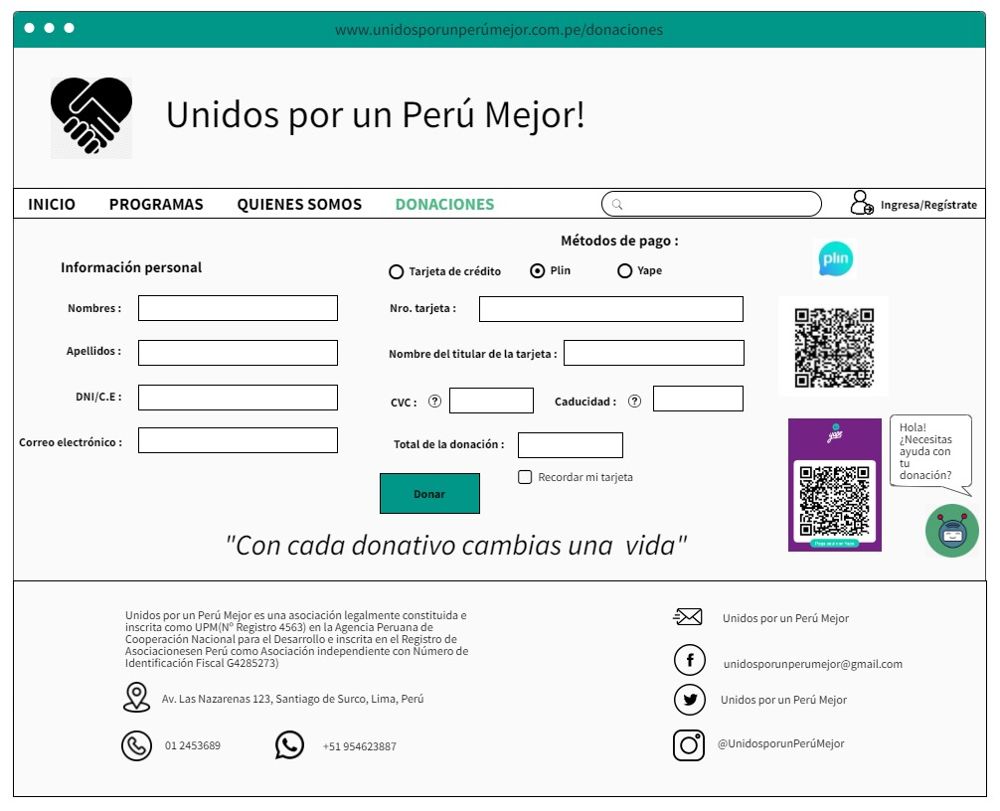 www.unidosporunperúmejor.com.pe/donaciones
Unidos por un Perú Mejor!
INICIO PROGRAMAS QUIENES SOMOS DONACIONES Ingresa/Regístrate
Métodos de pago :
Información personal
Tarjeta de crédito Plin Yape
plin
Nombres :
Nro. tarjeta :
Apellidos :
Nombre del titular de la tarjeta :
DNI/C.E :
CVC : ? Caducidad : ?
Correo electrónico :
Total de la donación :
Recordar mi tarjeta
Donar
yape
Paga aquí con Yape
Hola!
¿Necesitas
ayuda con
tu
donación?
"Con cada donativo cambias una vida"
Unidos por un Perú Mejor es una asociación legalmente constituida e
inscrita como UPM(Nº Registro 4563) en la Agencia Peruana de
Cooperación Nacional para el Desarrollo e inscrita en el Registro de
Asociacionesen Perú como Asociación independiente con Número de
Identificación Fiscal G4285273)
Av. Las Nazarenas 123, Santiago de Surco, Lima, Perú
01 2453689 +51 954623887
Unidos por un Perú Mejor
unidosporunperumejor@gmail.com
Unidos por un Perú Mejor
@UnidosporunPerúMejor